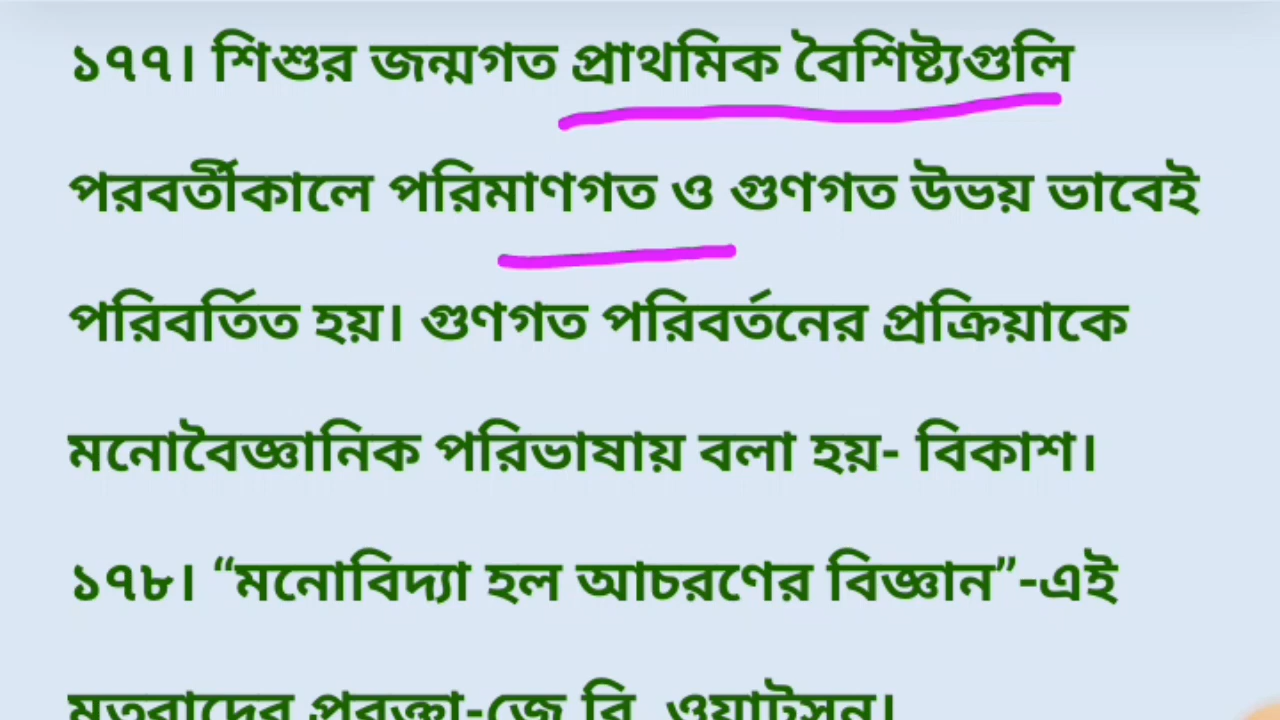 ১৭৭। শিশুর জন্মগত প্রাথমিক বৈশিষ্ট্যগুলি
পরবর্তীকালে পরিমাণগত ও গুণগত উভয় ভাবেই
পরিবর্তিত হয়। গুণগত পরিবর্তনের প্রক্রিয়াকে
মনোবৈজ্ঞানিক পরিভাষায় বলা হয়- বিকাশ।
১৭৮। “মনোবিদ্যা হল আচরণের বিজ্ঞান”-এই
মতবাদের প্রবক্তা-জে বি ওয়াটসন।